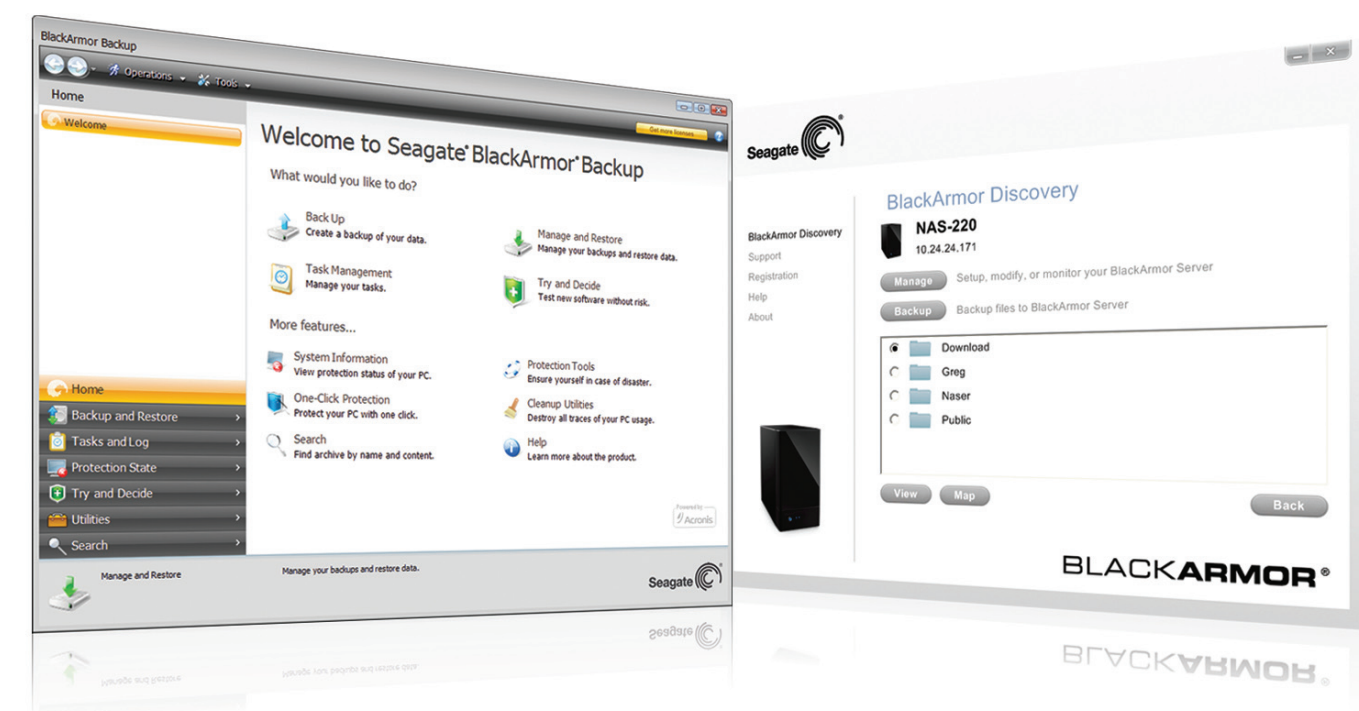 BlackArmor Backup
Operations
Tools
Home
Welcome
Get more licenses
Welcome to Seagate® BlackArmor® Backup
What would you like to do?
Back Up
Create a backup of your data.
Manage and Restore
Manage your backups and restore data.
Task Management
Manage your tasks.
Try and Decide
Test new software without risk.
More features...
System Information
View protection status of your PC.
Protection Tools
Ensure yourself in case of disaster.
One-Click Protection
Protect your PC with one click.
Cleanup Utilities
Destroy all traces of your PC usage.
Search
Find archive by name and content.
Help
Learn more about the product.
Home
Backup and Restore
Tasks and Log
Protection State
Try and Decide
Utilities
Search
Powered by
Acronis
Manage and Restore
Manage your backups and restore data.
Seagate
Seagate
BlackArmor Discovery
Support
Registration
Help
About
BlackArmor Discovery
NAS-220
10.24.24.171
Manage
Setup, modify, or monitor your BlackArmor Server
Backup
Backup files to BlackArmor Server
Download
Greg
Naser
Public
View
Map
Back
BLACKARMOR®